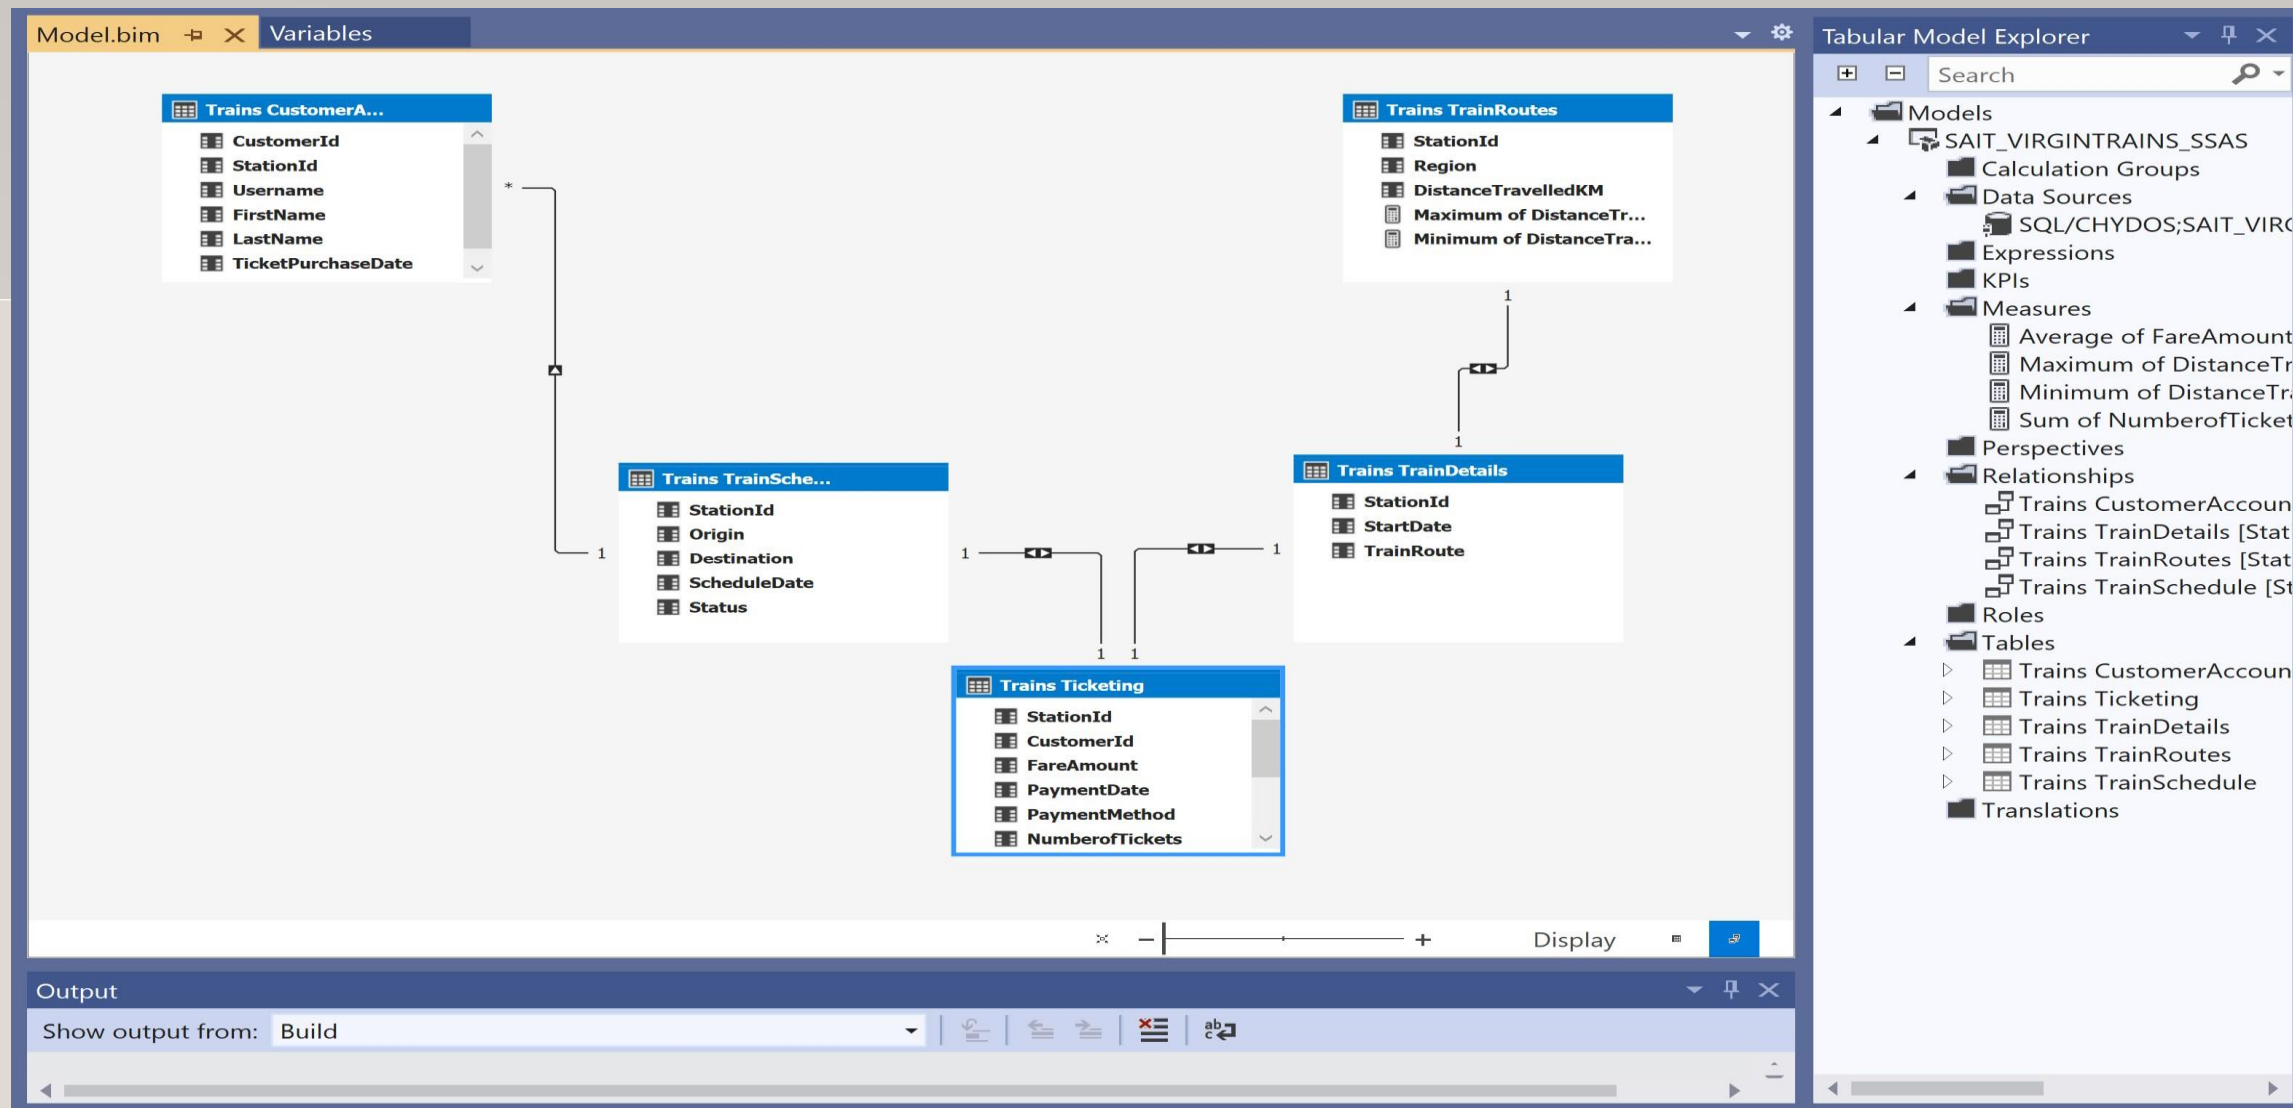 Model.bim
Variables
Trains CustomerA...
CustomerId
StationId
Username
FirstName
LastName
TicketPurchaseDate
*
1
Trains TrainRoutes
StationId
Region
DistanceTravelledKM
Maximum of DistanceTr...
Minimum of DistanceTra...
1
1
Trains TrainSche...
StationId
Origin
Destination
ScheduleDate
Status
1
1
Trains TrainDetails
StationId
StartDate
TrainRoute
1
1
Trains Ticketing
StationId
CustomerId
FareAmount
PaymentDate
PaymentMethod
NumberofTickets
Display
Output
Show output from: Build
Tabular Model Explorer
Search
Models
SAIT_VIRGINTRAINS_SSAS
Calculation Groups
Data Sources
SQL/CHYDOS;SAIT_VIRG
Expressions
KPIs
Measures
Average of FareAmount
Maximum of DistanceTr
Minimum of DistanceTra
Sum of NumberofTicket
Perspectives
Relationships
Trains CustomerAccoun
Trains TrainDetails [Stat
Trains TrainRoutes [Stat
Trains TrainSchedule [St
Roles
Tables
Trains CustomerAccoun
Trains Ticketing
Trains TrainDetails
Trains TrainRoutes
Trains TrainSchedule
Translations